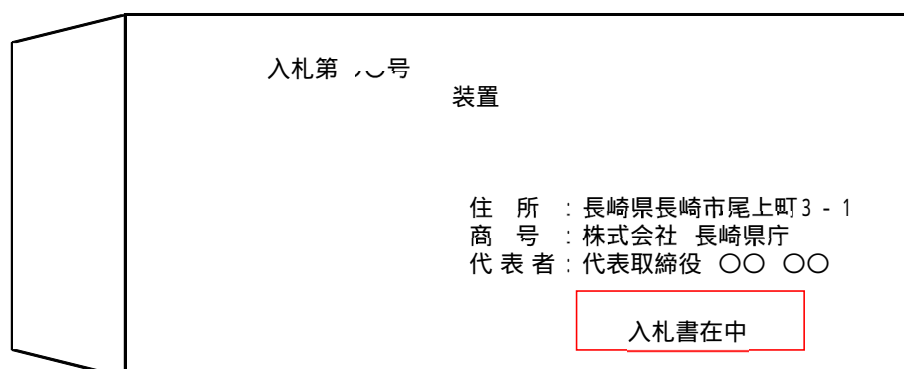 入札第 号
装置
住 所 : 長崎県長崎市尾上町3 - 1
商 号 : 株式会社 長崎県庁
代 表 者 : 代表取締役 ○○ ○○
入札書在中